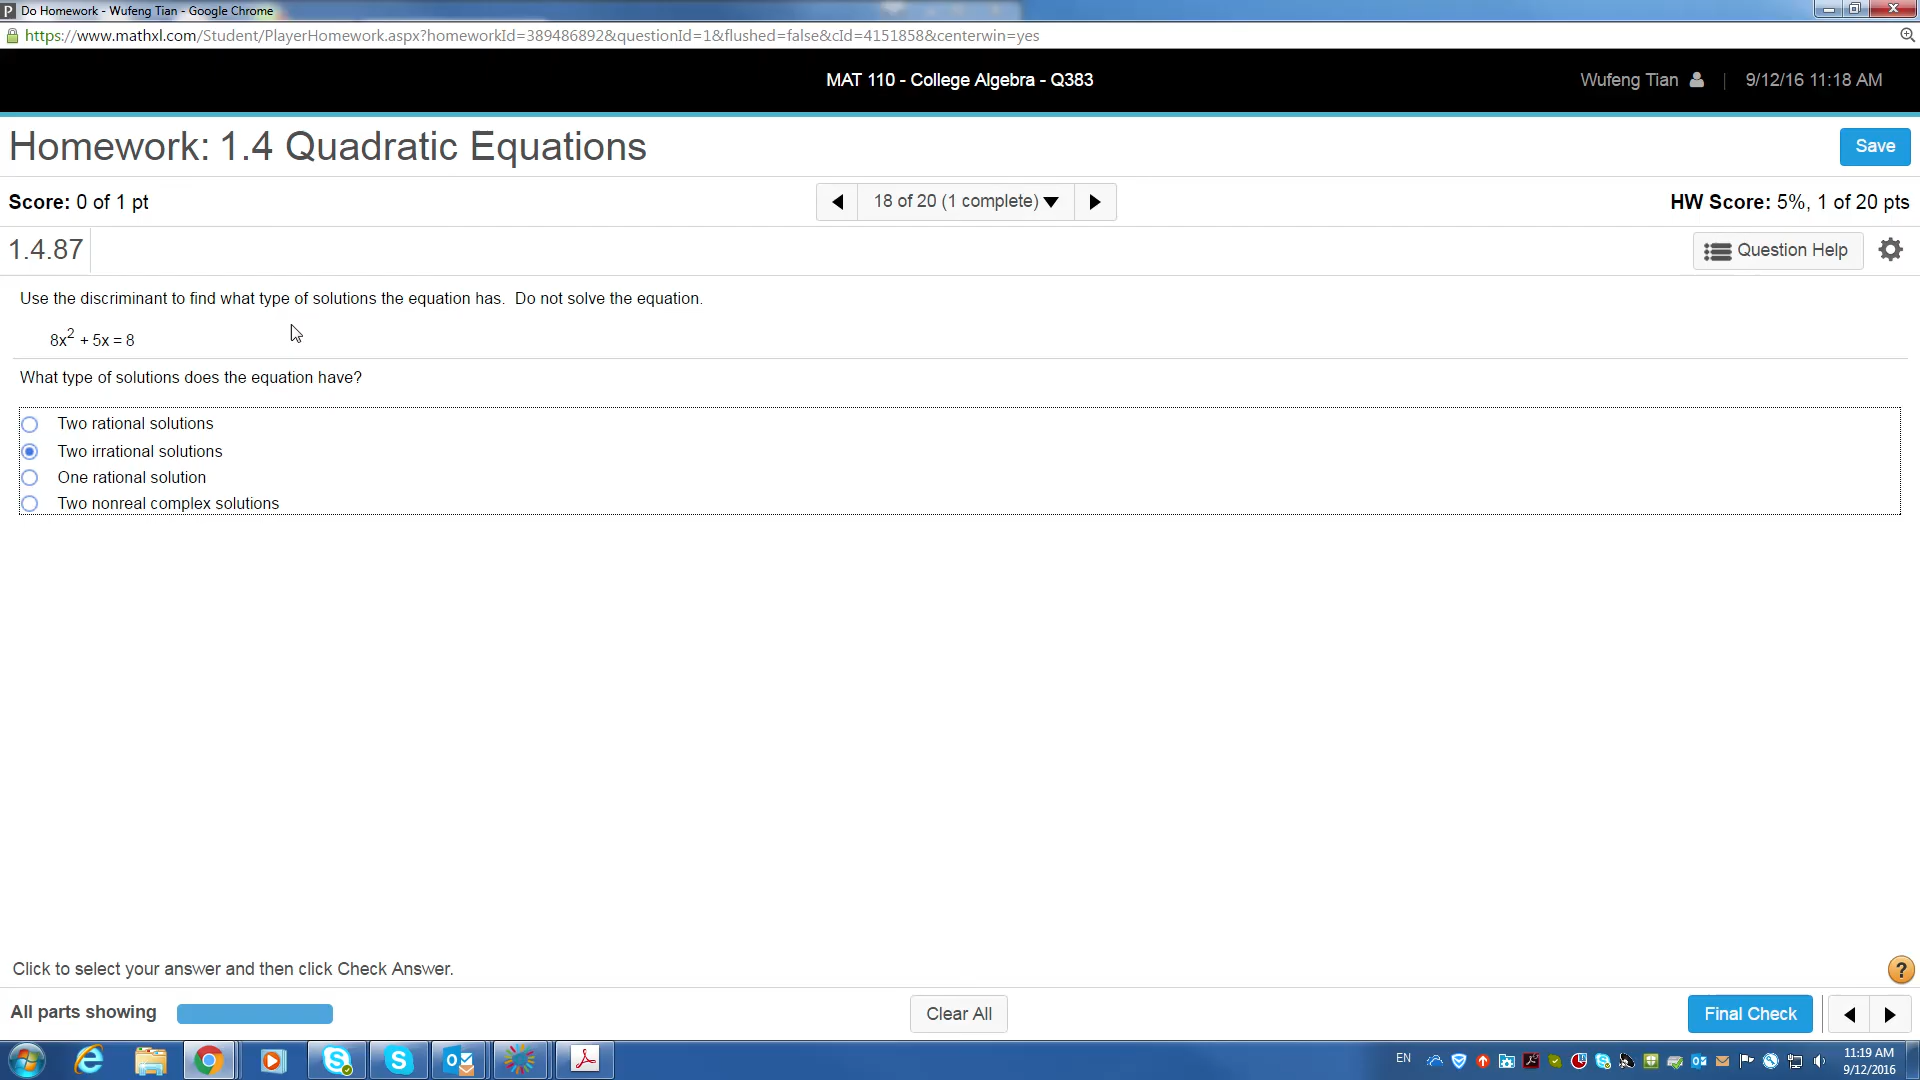 Do Homework - Wufeng Tian - Google Chrome
https://www.mathxl.com/Student/PlayerHomework.aspx?homeworkId=389486892&questionId=1&flushed=false&cId=4151858&centerwin=yes
MAT 110 - College Algebra - Q383
Wufeng Tian | 9/12/16 11:18 AM
Homework: 1.4 Quadratic Equations
Save
Score: 0 of 1 pt
18 of 20 (1 complete)
HW Score: 5%, 1 of 20 pts
1.4.87
Question Help
Use the discriminant to find what type of solutions the equation has. Do not solve the equation.
8x² + 5x = 8
What type of solutions does the equation have?
Two rational solutions
Two irrational solutions
One rational solution
Two nonreal complex solutions
Click to select your answer and then click Check Answer.
?
All parts showing
Clear All
Final Check
EN
11:19 AM
9/12/2016